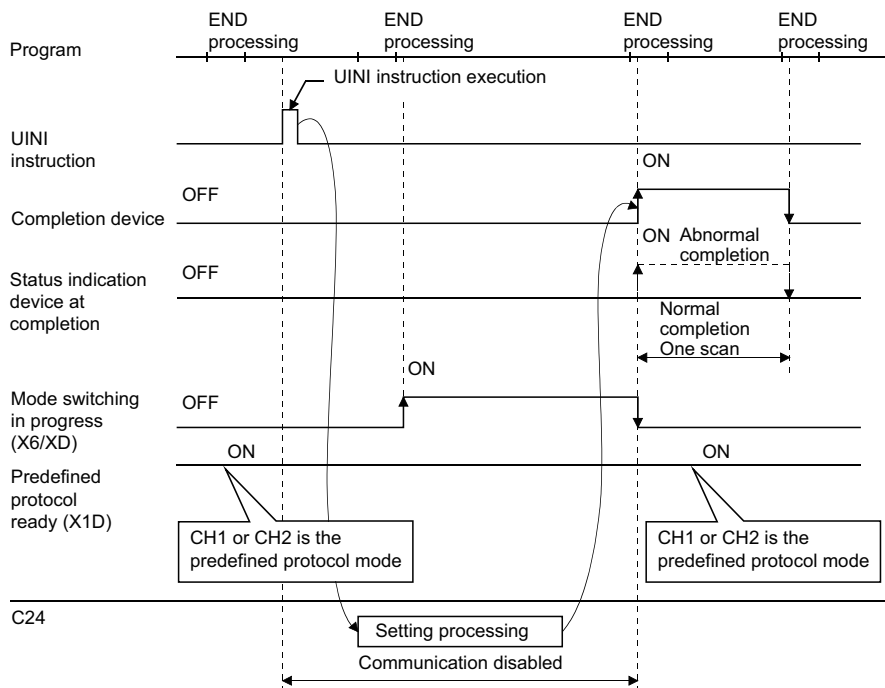 END
processing
END
processing
END
processing
END
processing
Program
UINI instruction execution
UINI
instruction
ON
OFF
Completion device
ON
Abnormal
completion
OFF
Status indication
device at
completion
Normal
completion
One scan
ON
Mode switching
in progress
(X6/XD)
OFF
ON
ON
Predefined
protocol
ready (X1D)
CH1 or CH2 is the
predefined protocol mode
CH1 or CH2 is the
predefined protocol mode
C24
Setting processing
Communication disabled